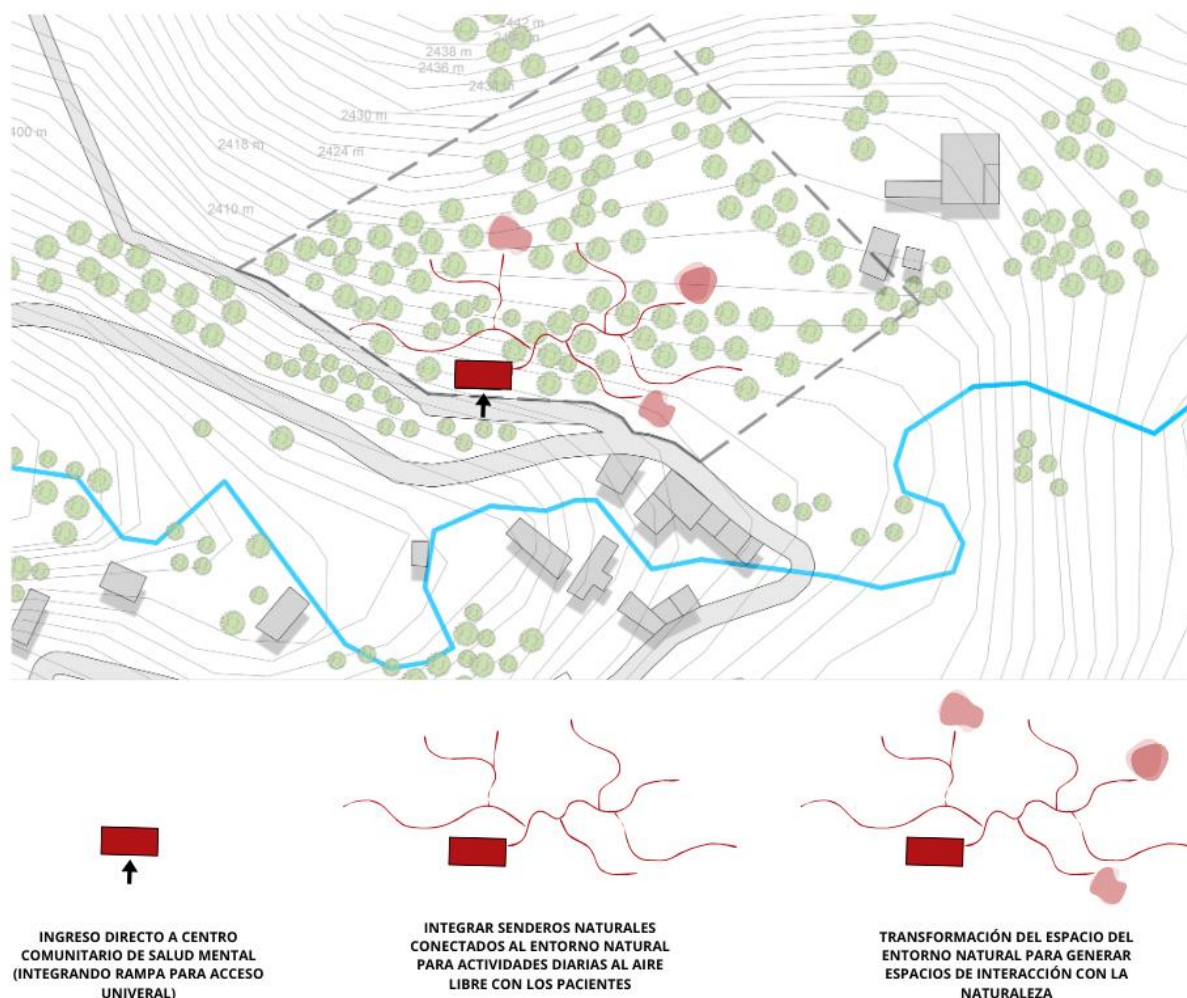 2442 m
2438 m
2436 m
2430 m
2424 m
2418 m
2410 m
INGRESO DIRECTO A CENTRO
COMUNITARIO DE SALUD MENTAL
(INTEGRANDO RAMPA PARA ACCESO
UNIVERAL)
INTEGRAR SENDEROS NATURALES
CONECTADOS AL ENTORNO NATURAL
PARA ACTIVIDADES DIARIAS AL AIRE
LIBRE CON LOS PACIENTES
TRANSFORMACIÓN DEL ESPACIO DEL
ENTORNO NATURAL PARA GENERAR
ESPACIOS DE INTERACCIÓN CON LA
NATURALEZA